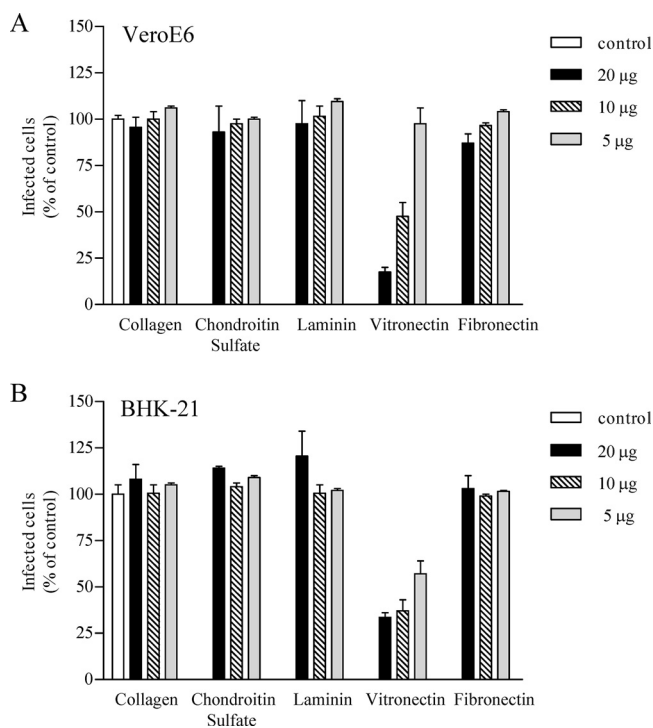 A
VeroE6
150
125
100
75
50
25
0
Infected cells
(% of control)
control
20 µg
10 µg
5 µg
Collagen
Chondroitin
Sulfate
Laminin
Vitronectin
Fibronectin
B
BHK-21
150
125
100
75
50
25
0
Infected cells
(% of control)
control
20 µg
10 µg
5 µg
Collagen
Chondroitin
Sulfate
Laminin
Vitronectin
Fibronectin